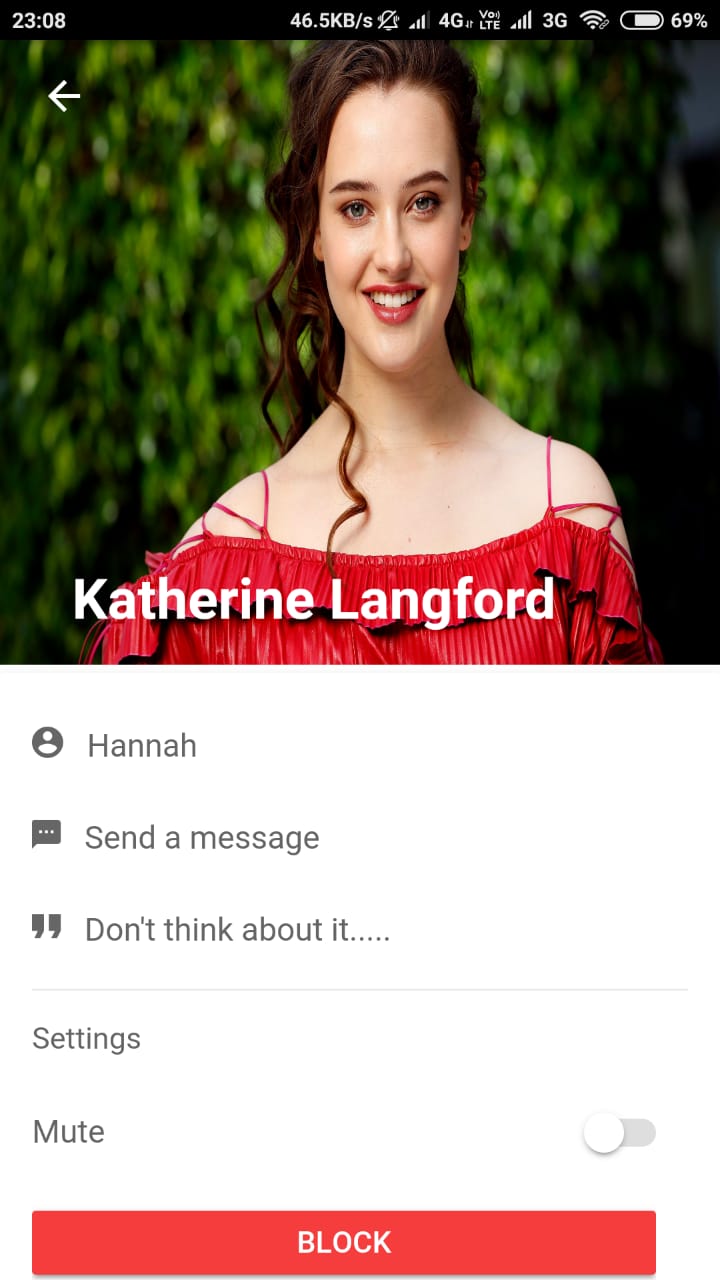 23:08 46.5KB/s 4G Vo) LTE 3G 69%
Katherine Langford
Hannah
Send a message
Don't think about it.....
Settings
Mute
BLOCK